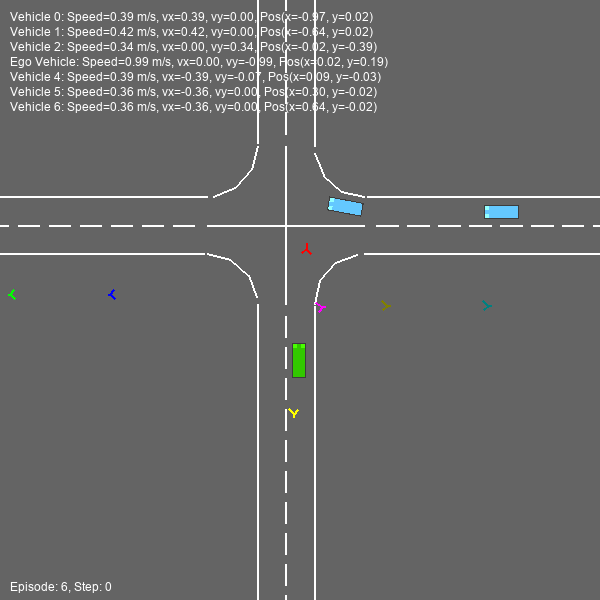 Vehicle 0: Speed=0.39 m/s, vx=0.39, vy=0.00, Pos(x=-0.97, y=0.02)
Vehicle 1: Speed=0.42 m/s, vx=0.42, vy=0.00, Pos(x=-0.64, y=0.02)
Vehicle 2: Speed=0.34 m/s, vx=0.00, vy=0.34, Pos(x=-0.02, y=-0.39)
Ego Vehicle: Speed=0.99 m/s, vx=0.00, vy=-0.99, Pos(x=0.02, y=0.19)
Vehicle 4: Speed=0.39 m/s, vx=-0.39, vy=-0.07, Pos(x=0.09, y=-0.03)
Vehicle 5: Speed=0.36 m/s, vx=-0.36, vy=0.00, Pos(x=0.30, y=-0.02)
Vehicle 6: Speed=0.36 m/s, vx=-0.36, vy=0.00, Pos(x=0.64, y=-0.02)
Episode: 6, Step: 0